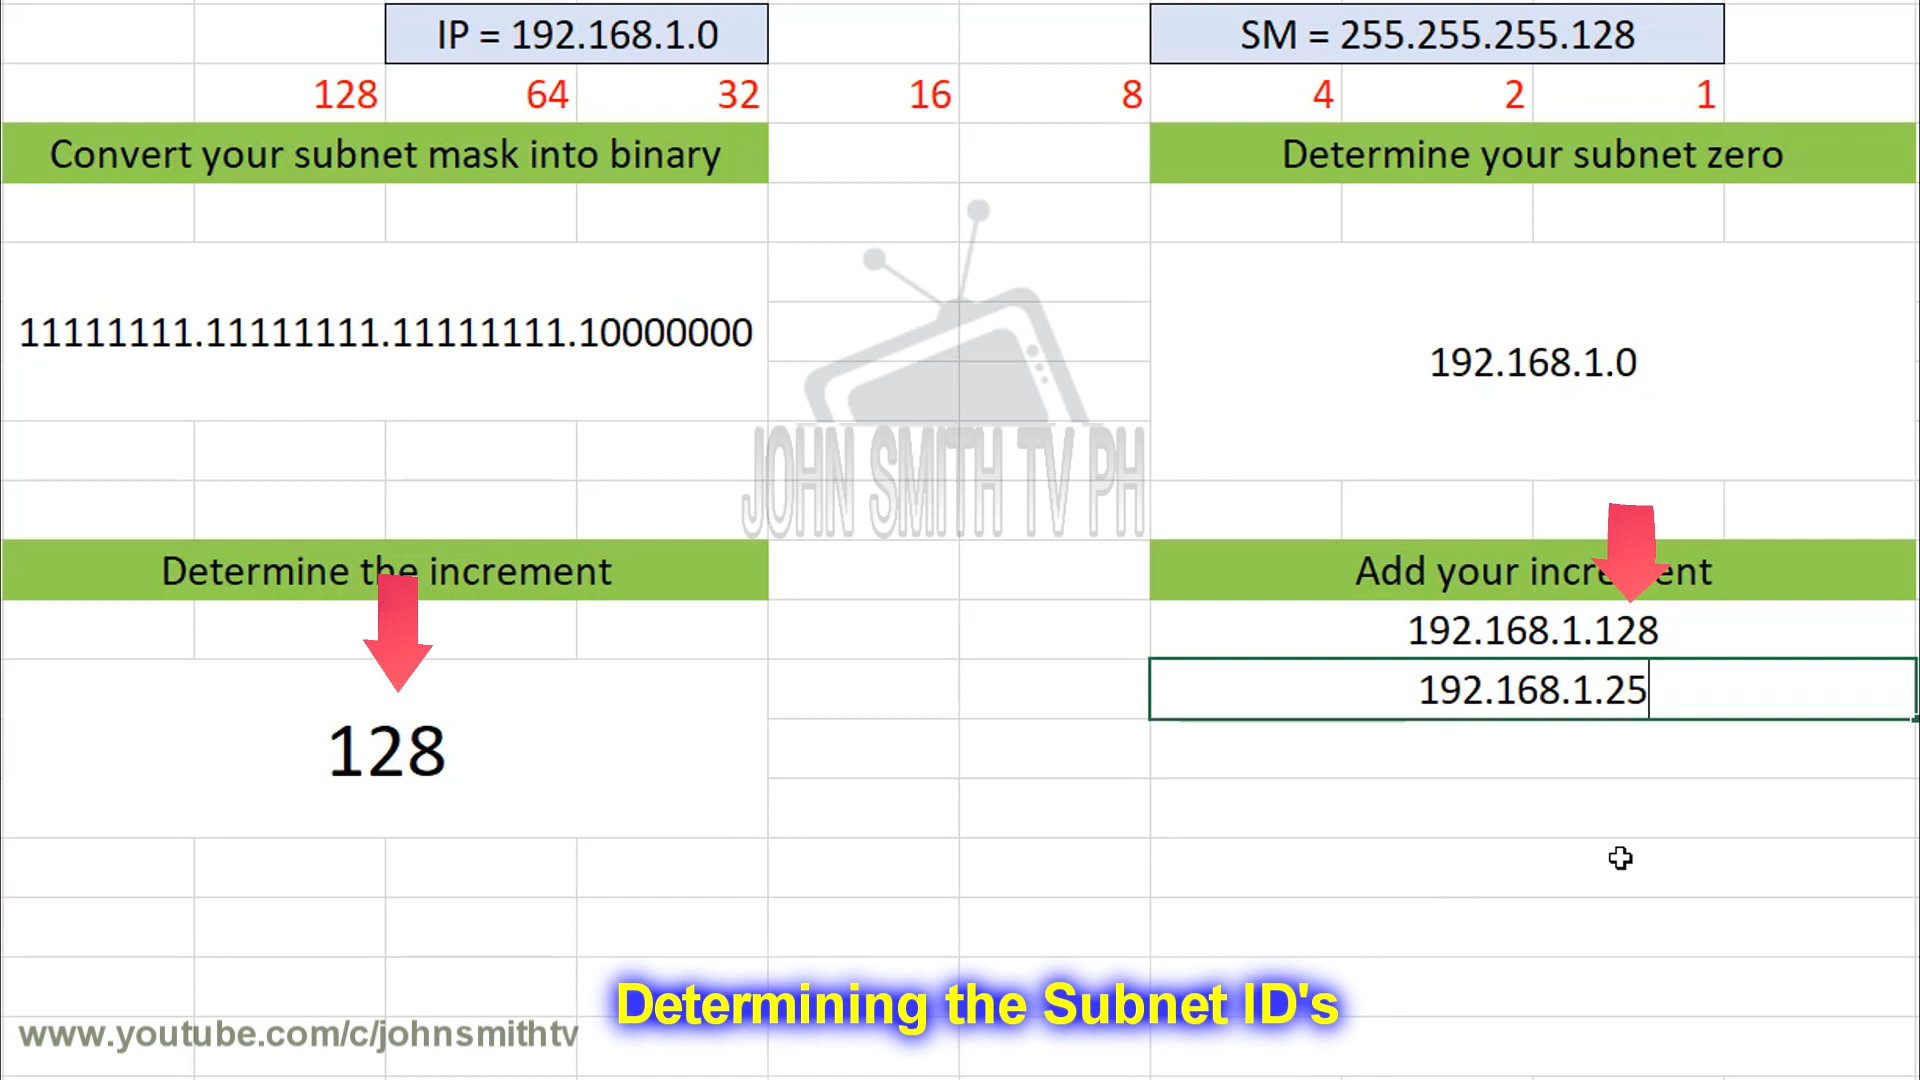 IP = 192.168.1.0
SM = 255.255.255.128
128 64 32 16 8 4 2 1
Convert your subnet mask into binary
Determine your subnet zero
11111111.11111111.11111111.10000000
192.168.1.0
JOHN SMITH TV PH
Determine the increment
Add your increment
192.168.1.128
192.168.1.25
128
Determining the Subnet ID's
www.youtube.com/c/johnsmithtv